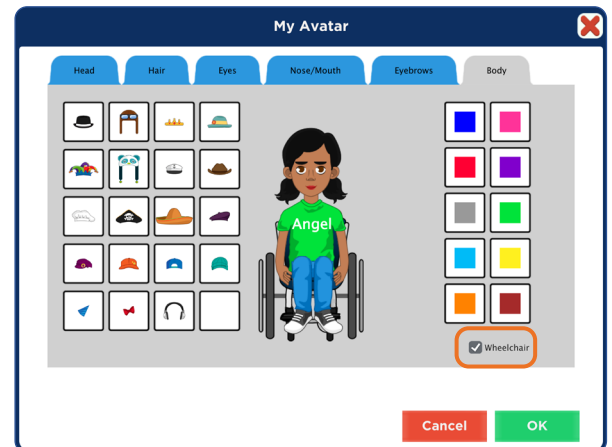 My Avatar
Head
Hair
Eyes
Nose/Mouth
Eyebrows
Body
Angel
Wheelchair
Cancel
OK